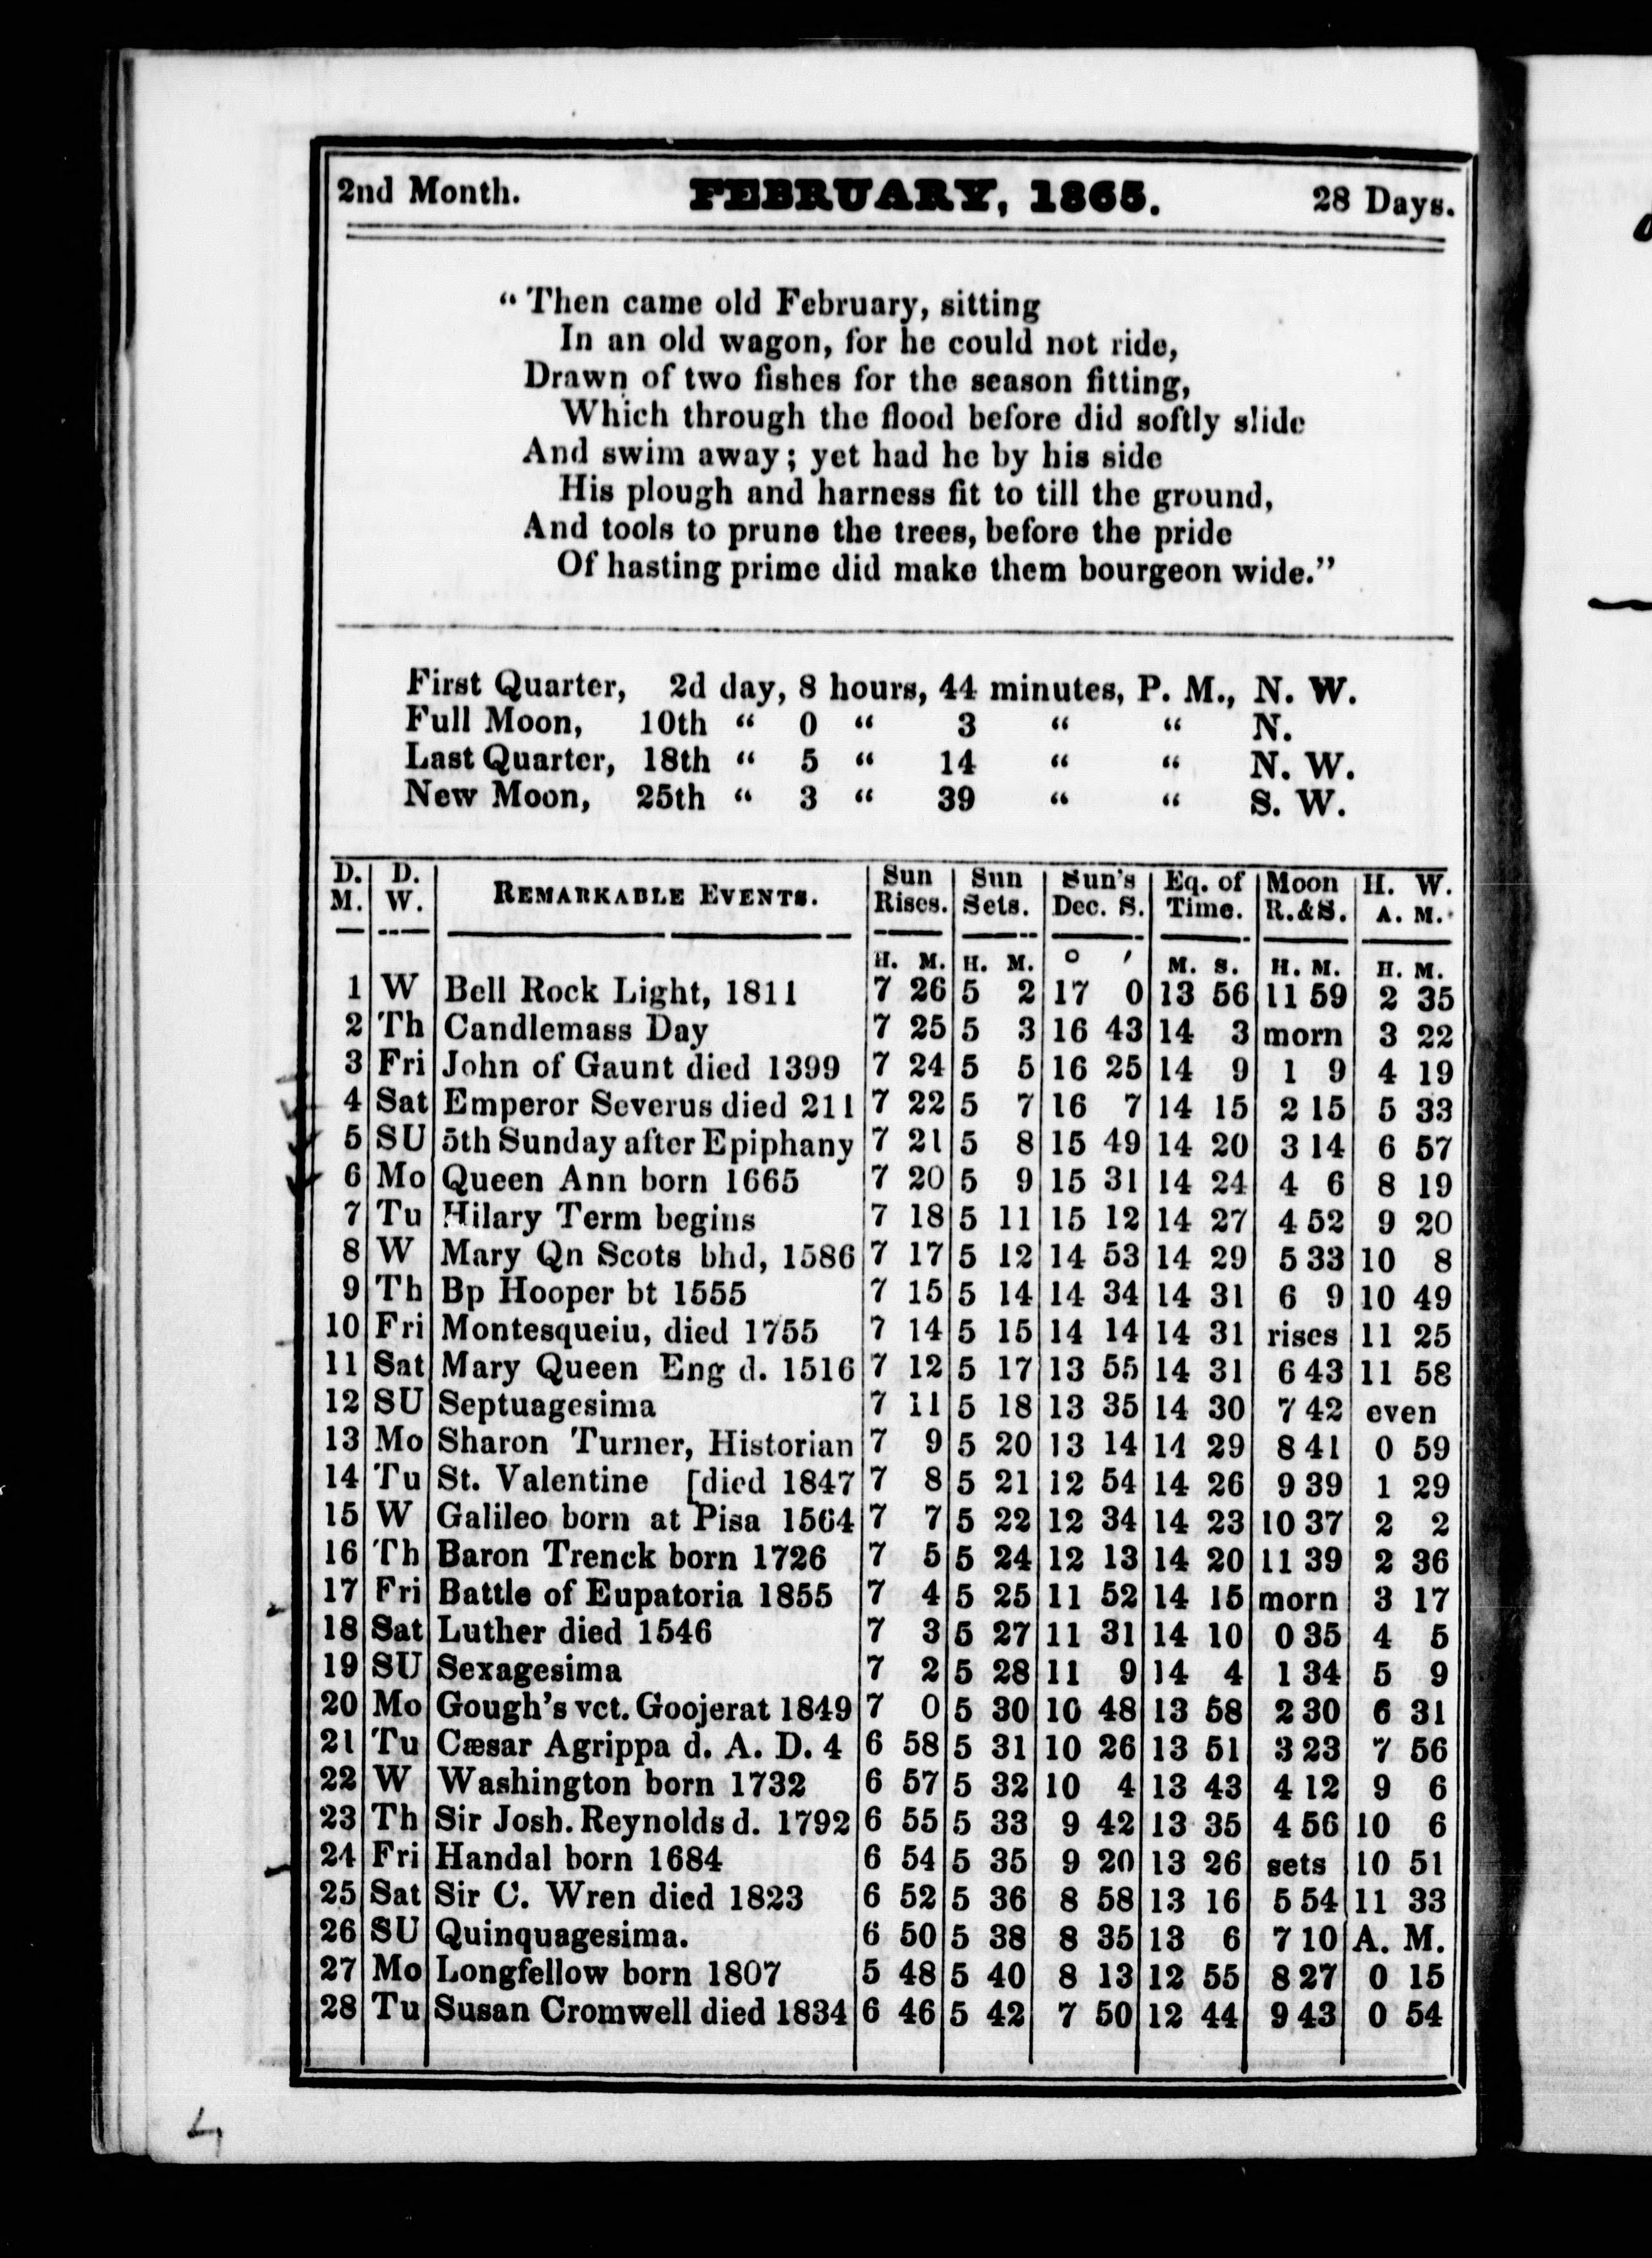 2nd Month. FEBRUARY, 1865. 28 Days.
“Then came old February, sitting
In an old wagon, for he could not ride,
Drawn of two fishes for the season fitting,
Which through the flood before did softly slide
And swim away; yet had he by his side
His plough and harness fit to till the ground,
And tools to prune the trees, before the pride
Of hasting prime did make them bourgeon wide.”
First Quarter, 2d day, 8 hours, 44 minutes, P. M., N. W.
Full Moon, 10th “ 0 “ 3 “ “ N.
Last Quarter, 18th “ 5 “ 14 “ “ N. W.
New Moon, 25th “ 3 “ 39 “ “ S. W.
D. M. D. W. REMARKABLE EVENTS. Sun Rises. Sun Sets. Sun's Dec. S. Eq. of Time. Moon R.&S. H. W. A. M.
H. M. H. M. ° ′ M. S. H. M. H. M.
1 W Bell Rock Light, 1811 7 26 5 2 17 0 13 56 11 59 2 35
2 Th Candlemass Day 7 25 5 3 16 43 14 3 morn 3 22
3 Fri John of Gaunt died 1399 7 24 5 5 16 25 14 9 1 9 4 19
4 Sat Emperor Severus died 211 7 22 5 7 16 7 14 15 2 15 5 33
5 SU 5th Sunday after Epiphany 7 21 5 8 15 49 14 20 3 14 6 57
6 Mo Queen Ann born 1665 7 20 5 9 15 31 14 24 4 6 8 19
7 Tu Hilary Term begins 7 18 5 11 15 12 14 27 4 52 9 20
8 W Mary Qn Scots bhd, 1586 7 17 5 12 14 53 14 29 5 33 10 8
9 Th Bp Hooper bt 1555 7 15 5 14 14 34 14 31 6 9 10 49
10 Fri Montesqueiu, died 1755 7 14 5 15 14 14 14 31 rises 11 25
11 Sat Mary Queen Eng d. 1516 7 12 5 17 13 55 14 31 6 43 11 58
12 SU Septuagesima 7 11 5 18 13 35 14 30 7 42 even
13 Mo Sharon Turner, Historian 7 9 5 20 13 14 14 29 8 41 0 59
14 Tu St. Valentine [died 1847 7 8 5 21 12 54 14 26 9 39 1 29
15 W Galileo born at Pisa 1564 7 7 5 22 12 34 14 23 10 37 2 2
16 Th Baron Trenck born 1726 7 5 5 24 12 13 14 20 11 39 2 36
17 Fri Battle of Eupatoria 1855 7 4 5 25 11 52 14 15 morn 3 17
18 Sat Luther died 1546 7 3 5 27 11 31 14 10 0 35 4 5
19 SU Sexagesima 7 2 5 28 11 9 14 4 1 34 5 9
20 Mo Gough's vct. Goojerat 1849 7 0 5 30 10 48 13 58 2 30 6 31
21 Tu Cæsar Agrippa d. A. D. 4 6 58 5 31 10 26 13 51 3 23 7 56
22 W Washington born 1732 6 57 5 32 10 4 13 43 4 12 9 6
23 Th Sir Josh. Reynolds d. 1792 6 55 5 33 9 42 13 35 4 56 10 6
24 Fri Handal born 1684 6 54 5 35 9 20 13 26 sets 10 51
25 Sat Sir C. Wren died 1823 6 52 5 36 8 58 13 16 5 54 11 33
26 SU Quinquagesima. 6 50 5 38 8 35 13 6 7 10 A. M.
27 Mo Longfellow born 1807 5 48 5 40 8 13 12 55 8 27 0 15
28 Tu Susan Cromwell died 1834 6 46 5 42 7 50 12 44 9 43 0 54